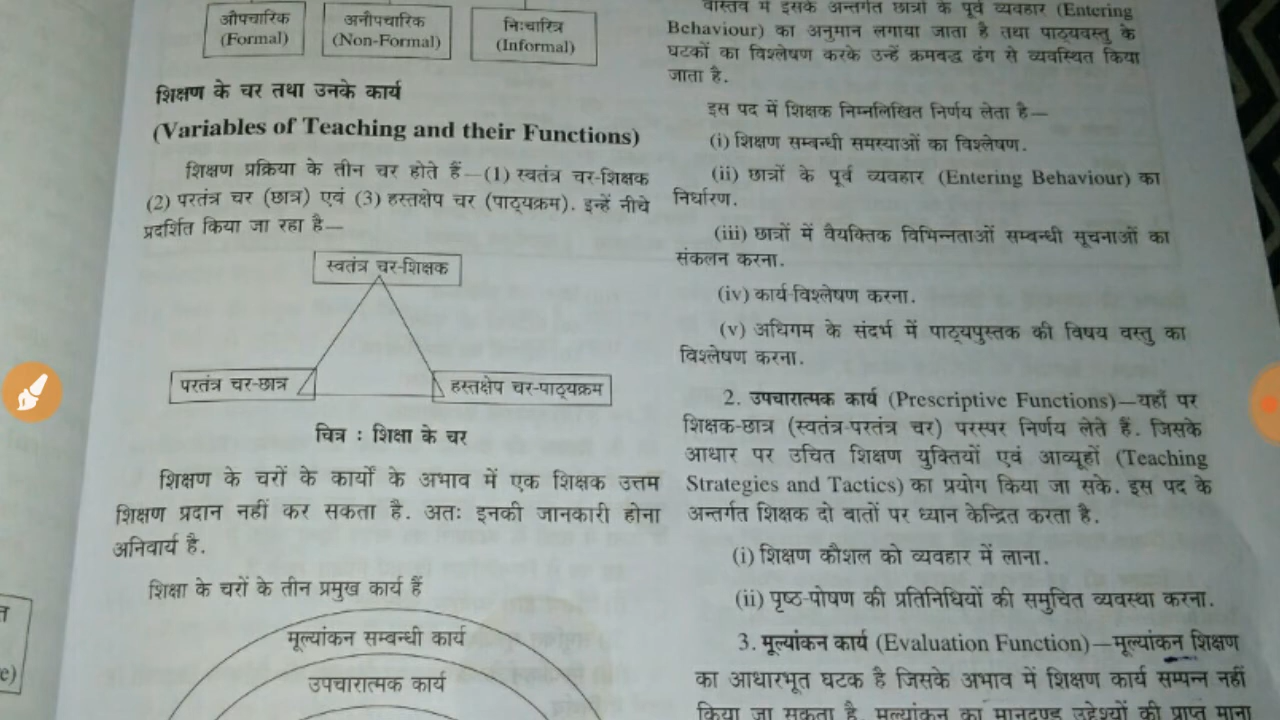 औपचारिक
(Formal)
अनौपचारिक
(Non-Formal)
निःचारित्र
(Informal)
शिक्षण के चर तथा उनके कार्य
(Variables of Teaching and their Functions)
शिक्षण प्रक्रिया के तीन चर होते हैं—(1) स्वतंत्र चर-शिक्षक
(2) परतंत्र चर (छात्र) एवं (3) हस्तक्षेप चर (पाठ्यक्रम). इन्हें नीचे
प्रदर्शित किया जा रहा है—
स्वतंत्र चर-शिक्षक
परतंत्र चर-छात्र
हस्तक्षेप चर-पाठ्यक्रम
चित्र : शिक्षा के चर
शिक्षण के चरों के कार्यों के अभाव में एक शिक्षक उत्तम
शिक्षण प्रदान नहीं कर सकता है. अतः इनकी जानकारी होना
अनिवार्य है.
शिक्षा के चरों के तीन प्रमुख कार्य हैं
मूल्यांकन सम्बन्धी कार्य
उपचारात्मक कार्य
वास्तव में इसके अन्तर्गत छात्रों के पूर्व व्यवहार (Entering
Behaviour) का अनुमान लगाया जाता है तथा पाठ्यवस्तु के
घटकों का विश्लेषण करके उन्हें क्रमबद्ध ढंग से व्यवस्थित किया
जाता है.
इस पद में शिक्षक निम्नलिखित निर्णय लेता है—
(i) शिक्षण सम्बन्धी समस्याओं का विश्लेषण.
(ii) छात्रों के पूर्व व्यवहार (Entering Behaviour) का
निर्धारण.
(iii) छात्रों में वैयक्तिक विभिन्नताओं सम्बन्धी सूचनाओं का
संकलन करना.
(iv) कार्य-विश्लेषण करना.
(v) अधिगम के संदर्भ में पाठ्यपुस्तक की विषय वस्तु का
विश्लेषण करना.
2. उपचारात्मक कार्य (Prescriptive Functions)—यहाँ पर
शिक्षक-छात्र (स्वतंत्र-परतंत्र चर) परस्पर निर्णय लेते हैं. जिसके
आधार पर उचित शिक्षण युक्तियों एवं आव्यूहों (Teaching
Strategies and Tactics) का प्रयोग किया जा सके. इस पद के
अन्तर्गत शिक्षक दो बातों पर ध्यान केन्द्रित करता है.
(i) शिक्षण कौशल को व्यवहार में लाना.
(ii) पृष्ठ-पोषण की प्रतिनिधियों की समुचित व्यवस्था करना.
3. मूल्यांकन कार्य (Evaluation Function)—मूल्यांकन शिक्षण
का आधारभूत घटक है जिसके अभाव में शिक्षण कार्य सम्पन्न नहीं
किया जा सकता है. मूल्यांकन का मानदण्ड उद्देश्यों की प्राप्त माना